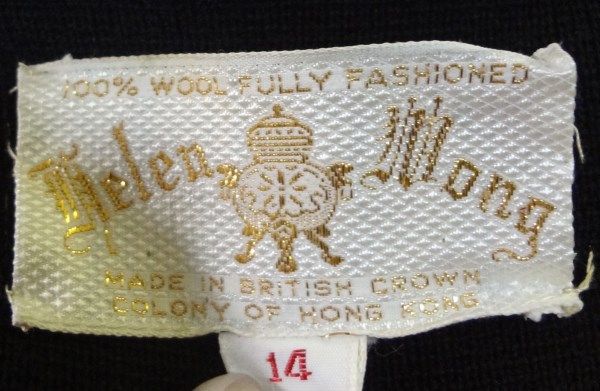 100% WOOL FULLY FASHIONED
Helen Wong
MADE IN BRITISH CROWN
COLONY OF HONG KONG
14